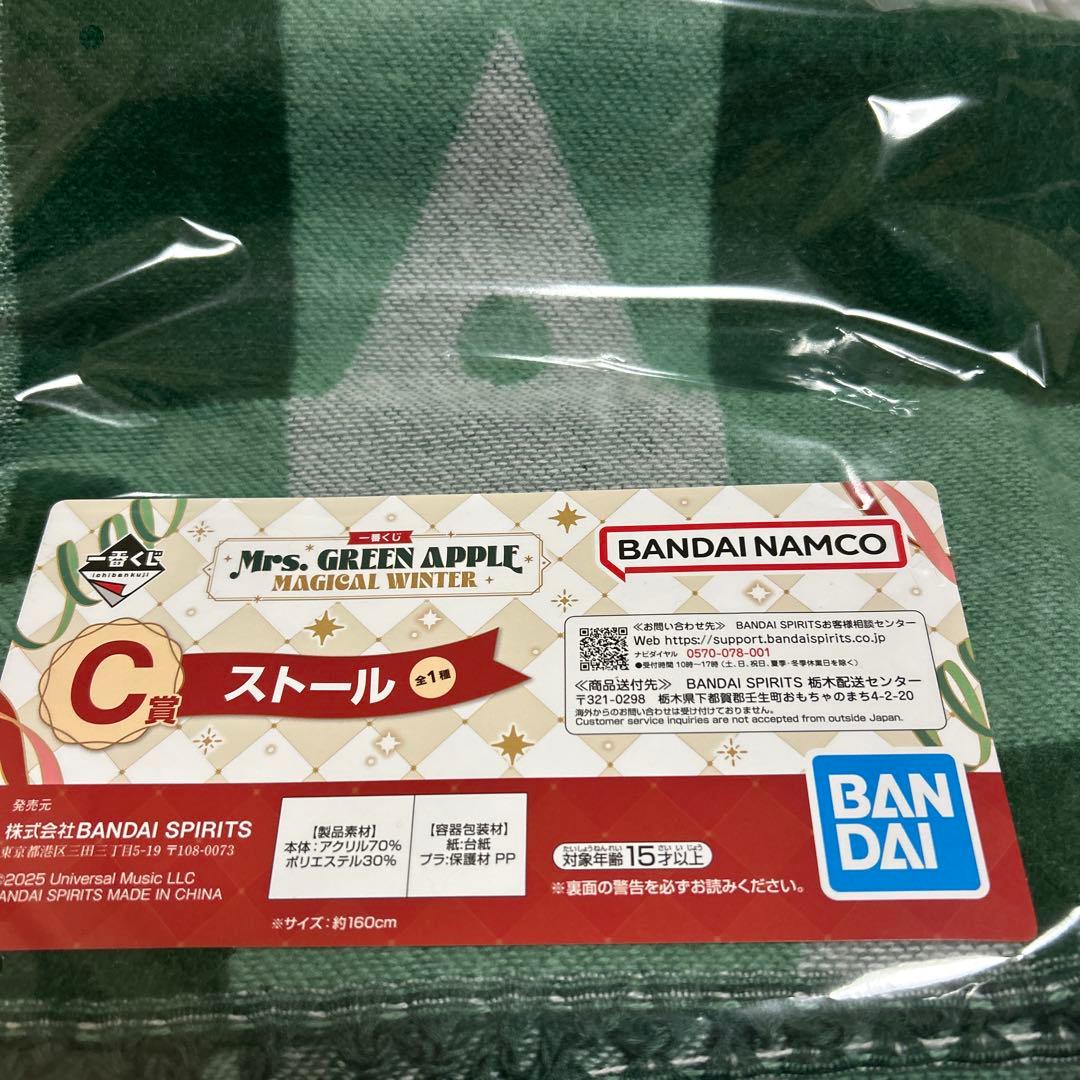 一番くじ
ichibankuji
一番くじ
Mrs. GREEN APPLE
MAGICAL WINTER
BANDAI NAMCO
C賞
ストール
全1種
≪お問い合わせ先≫ BANDAI SPIRITSお客様相談センター
Web https://support.bandaispirits.co.jp
ナビダイヤル 0570-078-001
●受付時間 10時～17時(土、日、祝日、夏季・冬季休業日を除く)
≪商品送付先≫ BANDAI SPIRITS 栃木配送センター
〒321-0298 栃木県下都賀郡壬生町おもちゃのまち4-2-20
海外からのお問い合わせは受け付けておりません。
Customer service inquiries are not accepted from outside Japan.
発売元
株式会社BANDAI SPIRITS
東京都港区三田三丁目5-19 〒108-0073
©2025 Universal Music LLC
BANDAI SPIRITS MADE IN CHINA
【製品素材】
本体：アクリル70%
ポリエステル30%
【容器包装材】
紙：台紙
プラ：保護材 PP
※サイズ：約160cm
たいしょうねんれい さい いじょう
対象年齢 15才以上
※裏面の警告を必ずお読みください。
BAN
DAI